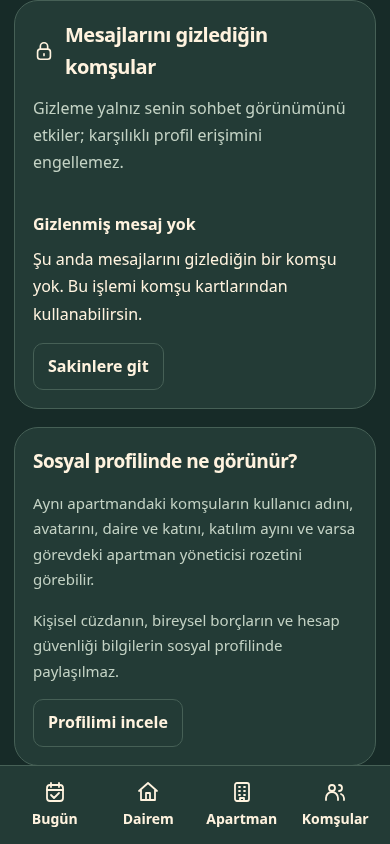 Mesajlarını gizlediğin
komşular
Gizleme yalnız senin sohbet görünümünü
etkiler; karşılıklı profil erişimini
engellemez.
Gizlenmiş mesaj yok
Şu anda mesajlarını gizlediğin bir komşu
yok. Bu işlemi komşu kartlarından
kullanabilirsin.
Sakinlere git
Sosyal profilinde ne görünür?
Aynı apartmandaki komşuların kullanıcı adını,
avatarını, daire ve katını, katılım ayını ve varsa
görevdeki apartman yöneticisi rozetini
görebilir.
Kişisel cüzdanın, bireysel borçların ve hesap
güvenliği bilgilerin sosyal profilinde
paylaşılmaz.
Profilimi incele
Bugün Dairem Apartman Komşular